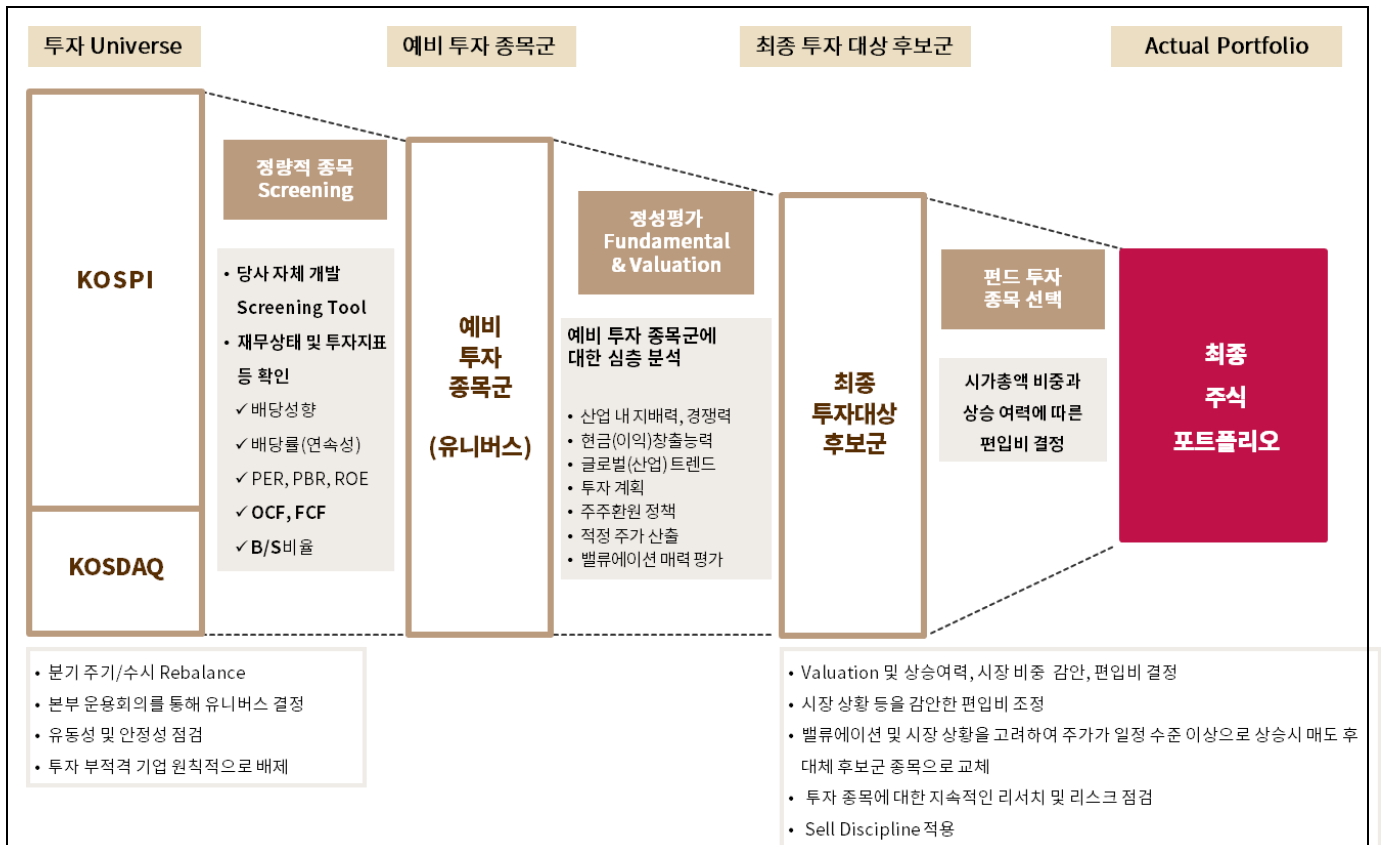 투자 Universe
예비 투자 종목군
최종 투자 대상 후보군
Actual Portfolio
KOSPI
KOSDAQ
정량적 종목
Screening
• 당사 자체 개발
Screening Tool
• 재무상태 및 투자지표
등 확인
✓ 배당성향
✓ 배당률(연속성)
✓ PER, PBR, ROE
✓ OCF, FCF
✓ B/S비율
예비
투자
종목군
(유니버스)
정성평가
Fundamental
& Valuation
예비 투자 종목군에
대한 심층 분석
• 산업 내 지배력, 경쟁력
• 현금(이익)창출능력
• 글로벌(산업) 트렌드
• 투자 계획
• 주주환원 정책
• 적정 주가 산출
• 밸류에이션 매력 평가
최종
투자대상
후보군
펀드 투자
종목 선택
시가총액 비중과
상승 여력에 따른
편입비 결정
최종
주식
포트폴리오
• 분기 주기/수시 Rebalance
• 본부 운용회의를 통해 유니버스 결정
• 유동성 및 안정성 점검
• 투자 부적격 기업 원칙적으로 배제
• Valuation 및 상승여력, 시장 비중 감안, 편입비 결정
• 시장 상황 등을 감안한 편입비 조정
• 밸류에이션 및 시장 상황을 고려하여 주가가 일정 수준 이상으로 상승시 매도 후
대체 후보군 종목으로 교체
• 투자 종목에 대한 지속적인 리서치 및 리스크 점검
• Sell Discipline 적용